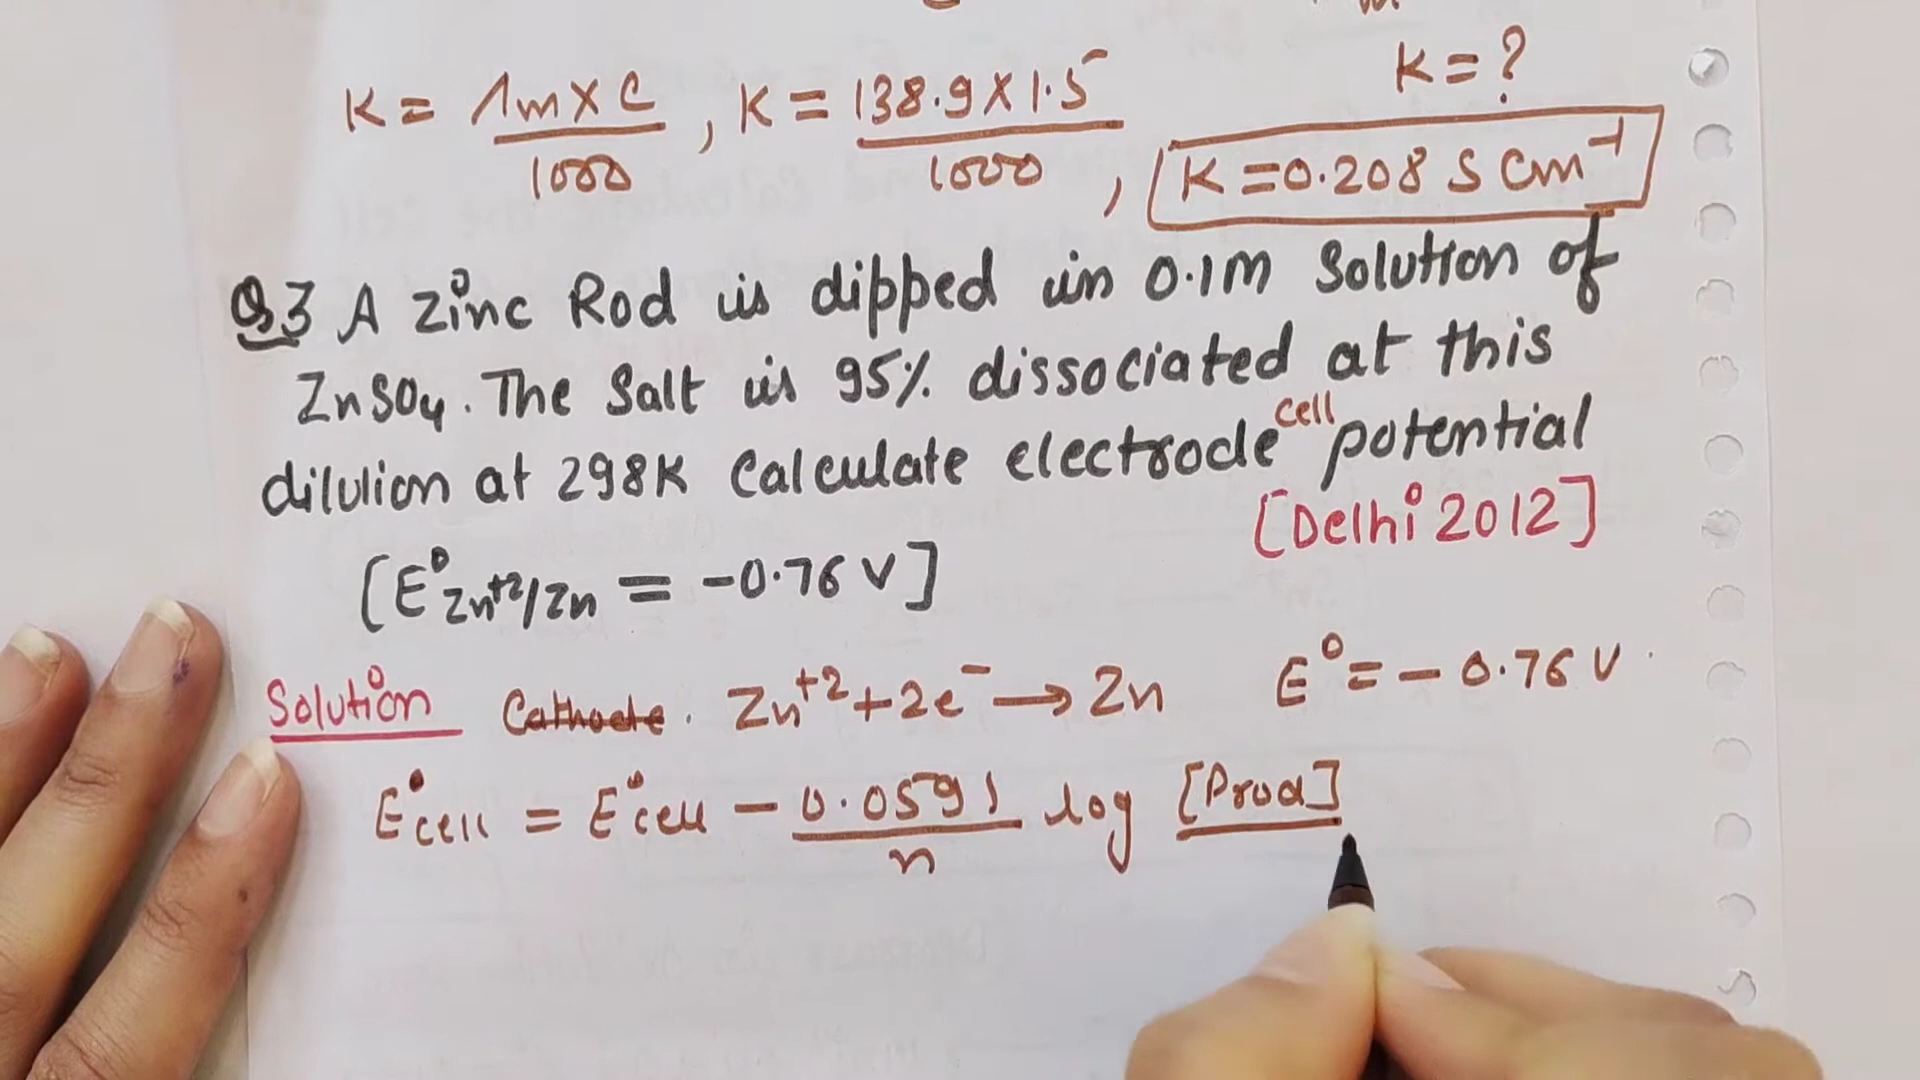 K = Λm × C / 1000 , K = 138.9 × 1.5 / 1000 ,
K = ?
K = 0.208 S Cm⁻¹
Q3 A Zinc Rod is dipped in 0.1M Solution of
ZnSO₄. The Salt is 95% dissociated at this
dilution at 298K Calculate electrode cell potential
[Delhi 2012]
[E°Zn⁺²/Zn = -0.76 V]
Solution Cathode. Zn⁺² + 2e⁻ → Zn E° = - 0.76 V
E°cell = E°cell - 0.0591 / n log [Prod]